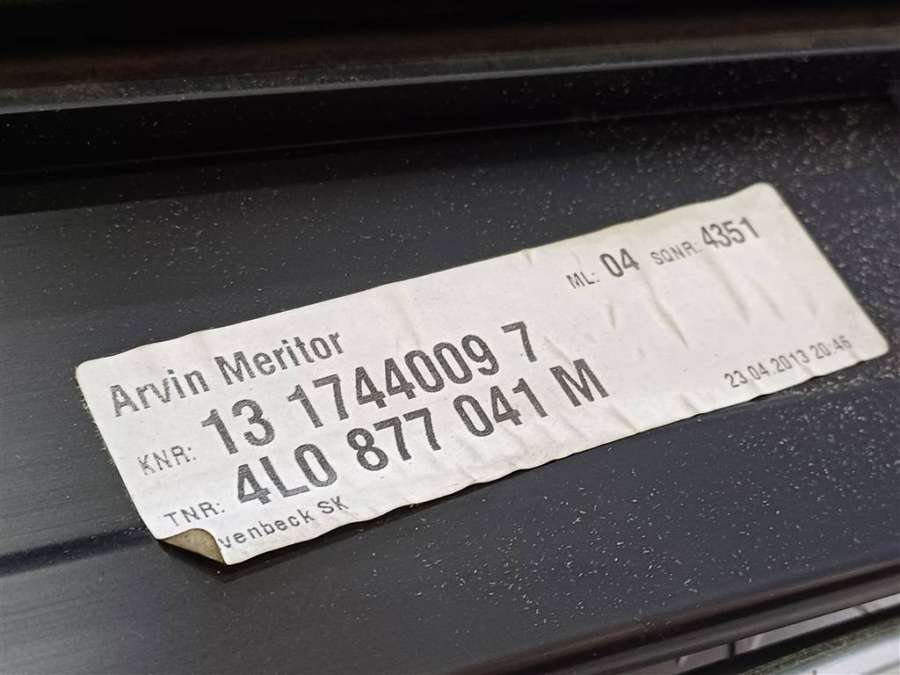 ML: 04 SQNR: 4351
Arvin Meritor
KNR: 13 1744009 7
TNR: 4L0 877 041 M
23.04.2013 20:46
venbeck SK